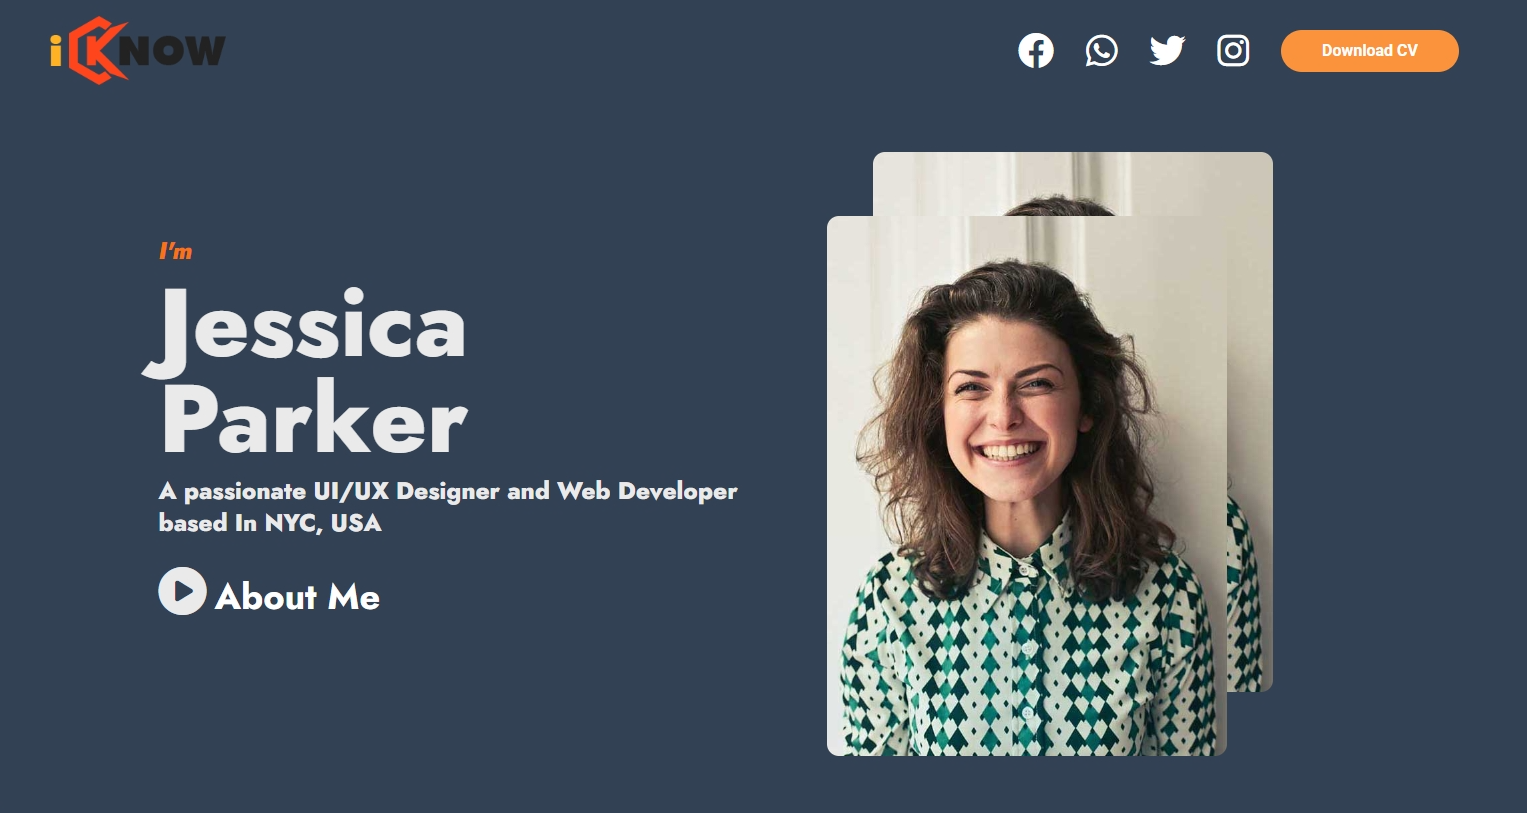 iKNOW
Download CV
I'm
Jessica
Parker
A passionate UI/UX Designer and Web Developer
based In NYC, USA
About Me